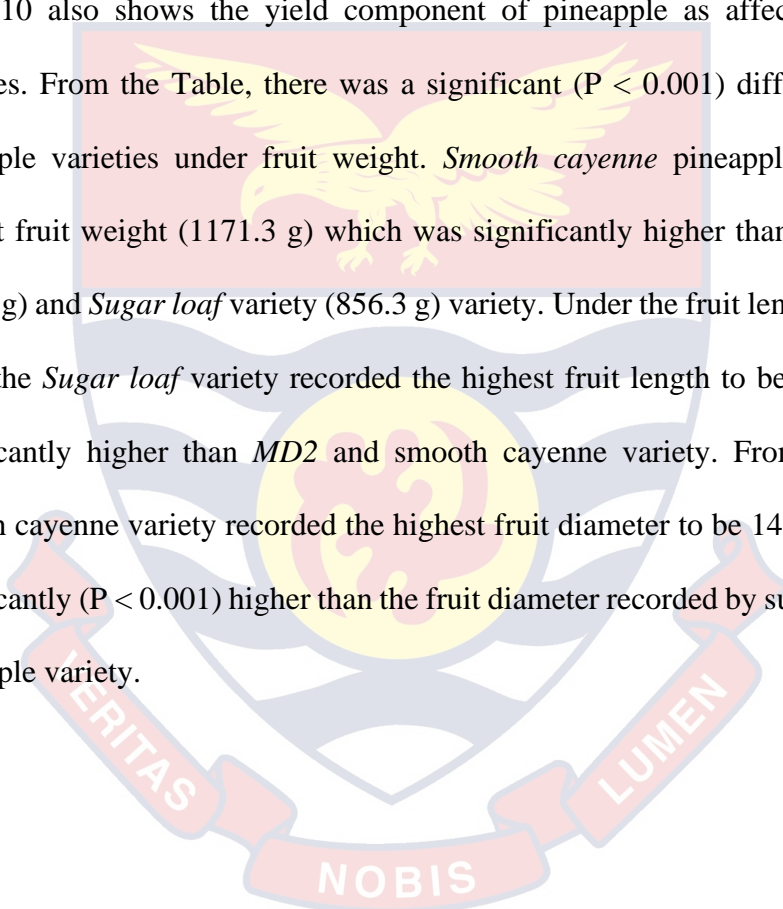 10 also shows the yield component of pineapple as affec
es. From the Table, there was a significant (P < 0.001) diff
ple varieties under fruit weight. Smooth cayenne pineappl
t fruit weight (1171.3 g) which was significantly higher than
g) and Sugar loaf variety (856.3 g) variety. Under the fruit len
the Sugar loaf variety recorded the highest fruit length to be
cantly higher than MD2 and smooth cayenne variety. From
n cayenne variety recorded the highest fruit diameter to be 14
cantly (P < 0.001) higher than the fruit diameter recorded by su
ple variety.
VERITAS
NOBIS
LUMEN